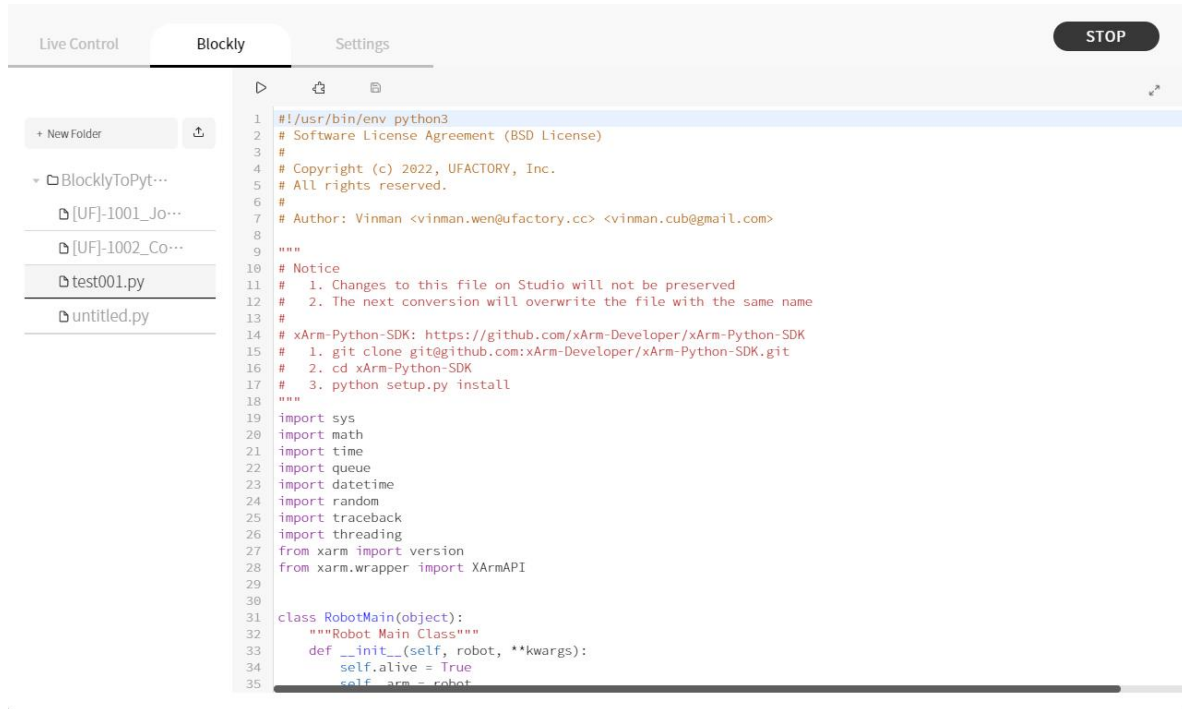 Live Control
Blockly
Settings
STOP
+ New Folder
BlocklyToPyt···
[UF]-1001_Jo···
[UF]-1002_Co···
test001.py
untitled.py
1 #!/usr/bin/env python3
2 # Software License Agreement (BSD License)
3 #
4 # Copyright (c) 2022, UFACTORY, Inc.
5 # All rights reserved.
6 #
7 # Author: Vinman <vinman.wen@ufactory.cc> <vinman.cub@gmail.com>
8
9 """
10 # Notice
11 #   1. Changes to this file on Studio will not be preserved
12 #   2. The next conversion will overwrite the file with the same name
13 #
14 # xArm-Python-SDK: https://github.com/xArm-Developer/xArm-Python-SDK
15 #   1. git clone git@github.com:xArm-Developer/xArm-Python-SDK.git
16 #   2. cd xArm-Python-SDK
17 #   3. python setup.py install
18 """
19 import sys
20 import math
21 import time
22 import queue
23 import datetime
24 import random
25 import traceback
26 import threading
27 from xarm import version
28 from xarm.wrapper import XArmAPI
29
30
31 class RobotMain(object):
32     """Robot Main Class"""
33     def __init__(self, robot, **kwargs):
34         self.alive = True
35         self._arm = robot